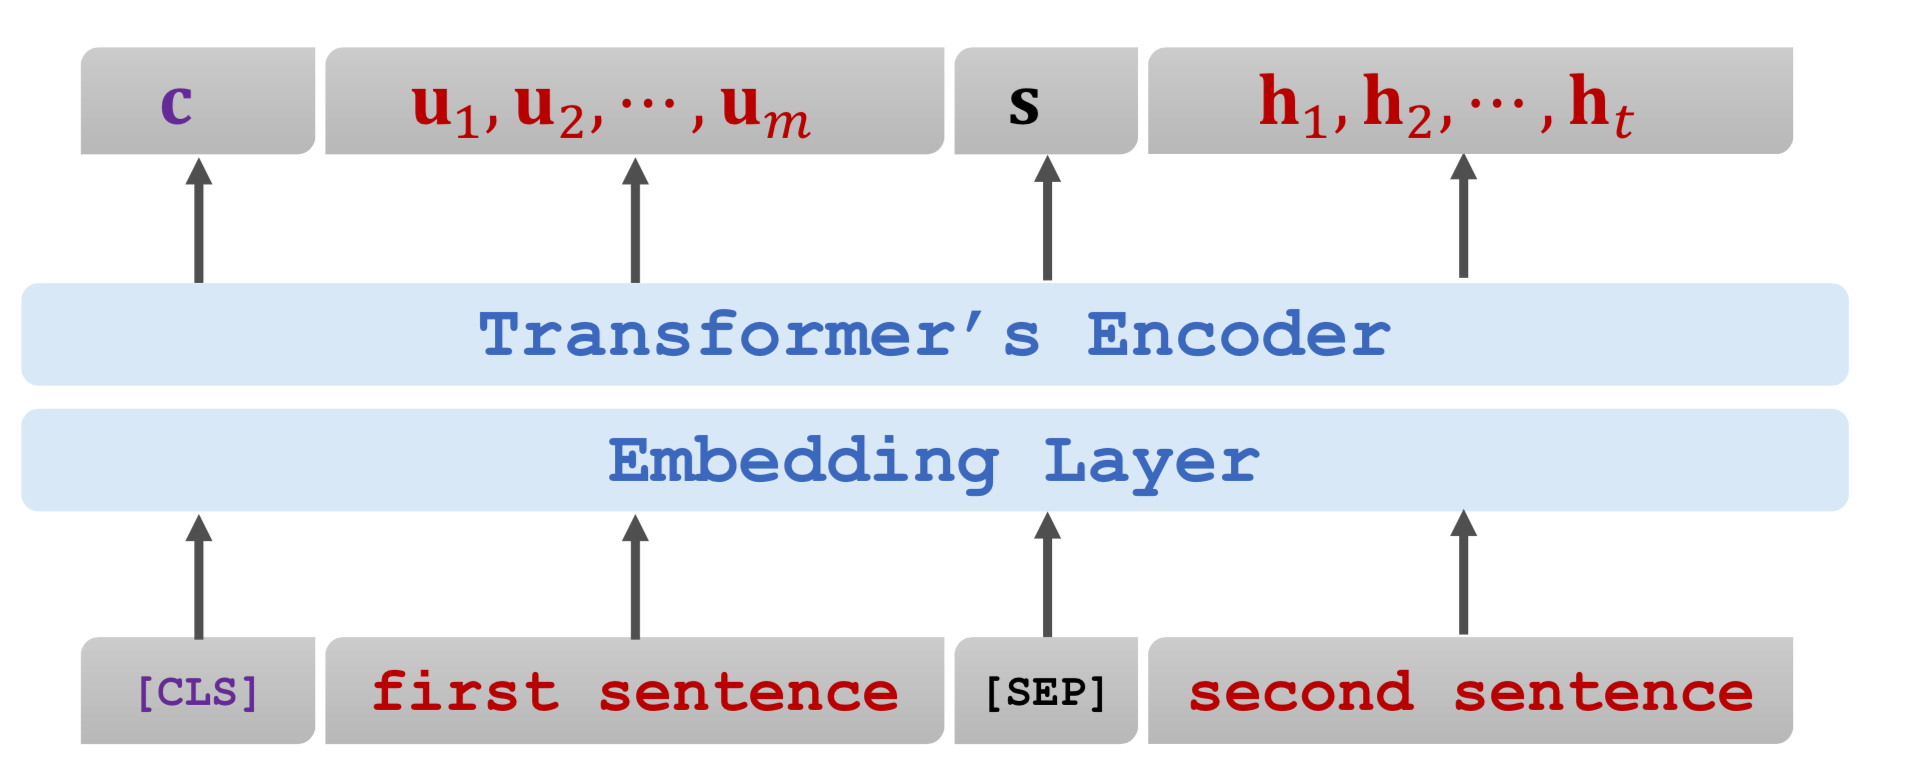 c u₁, u₂, ⋯, uₘ s h₁, h₂, ⋯, hₜ
Transformer’s Encoder
Embedding Layer
[CLS] first sentence [SEP] second sentence